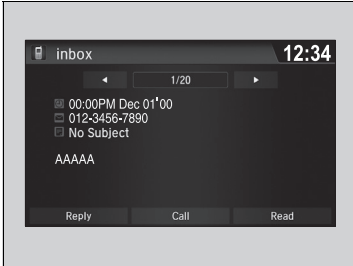 inbox 12:34
1/20
00:00PM Dec 01'00
012-3456-7890
No Subject
AAAAA
Reply Call Read